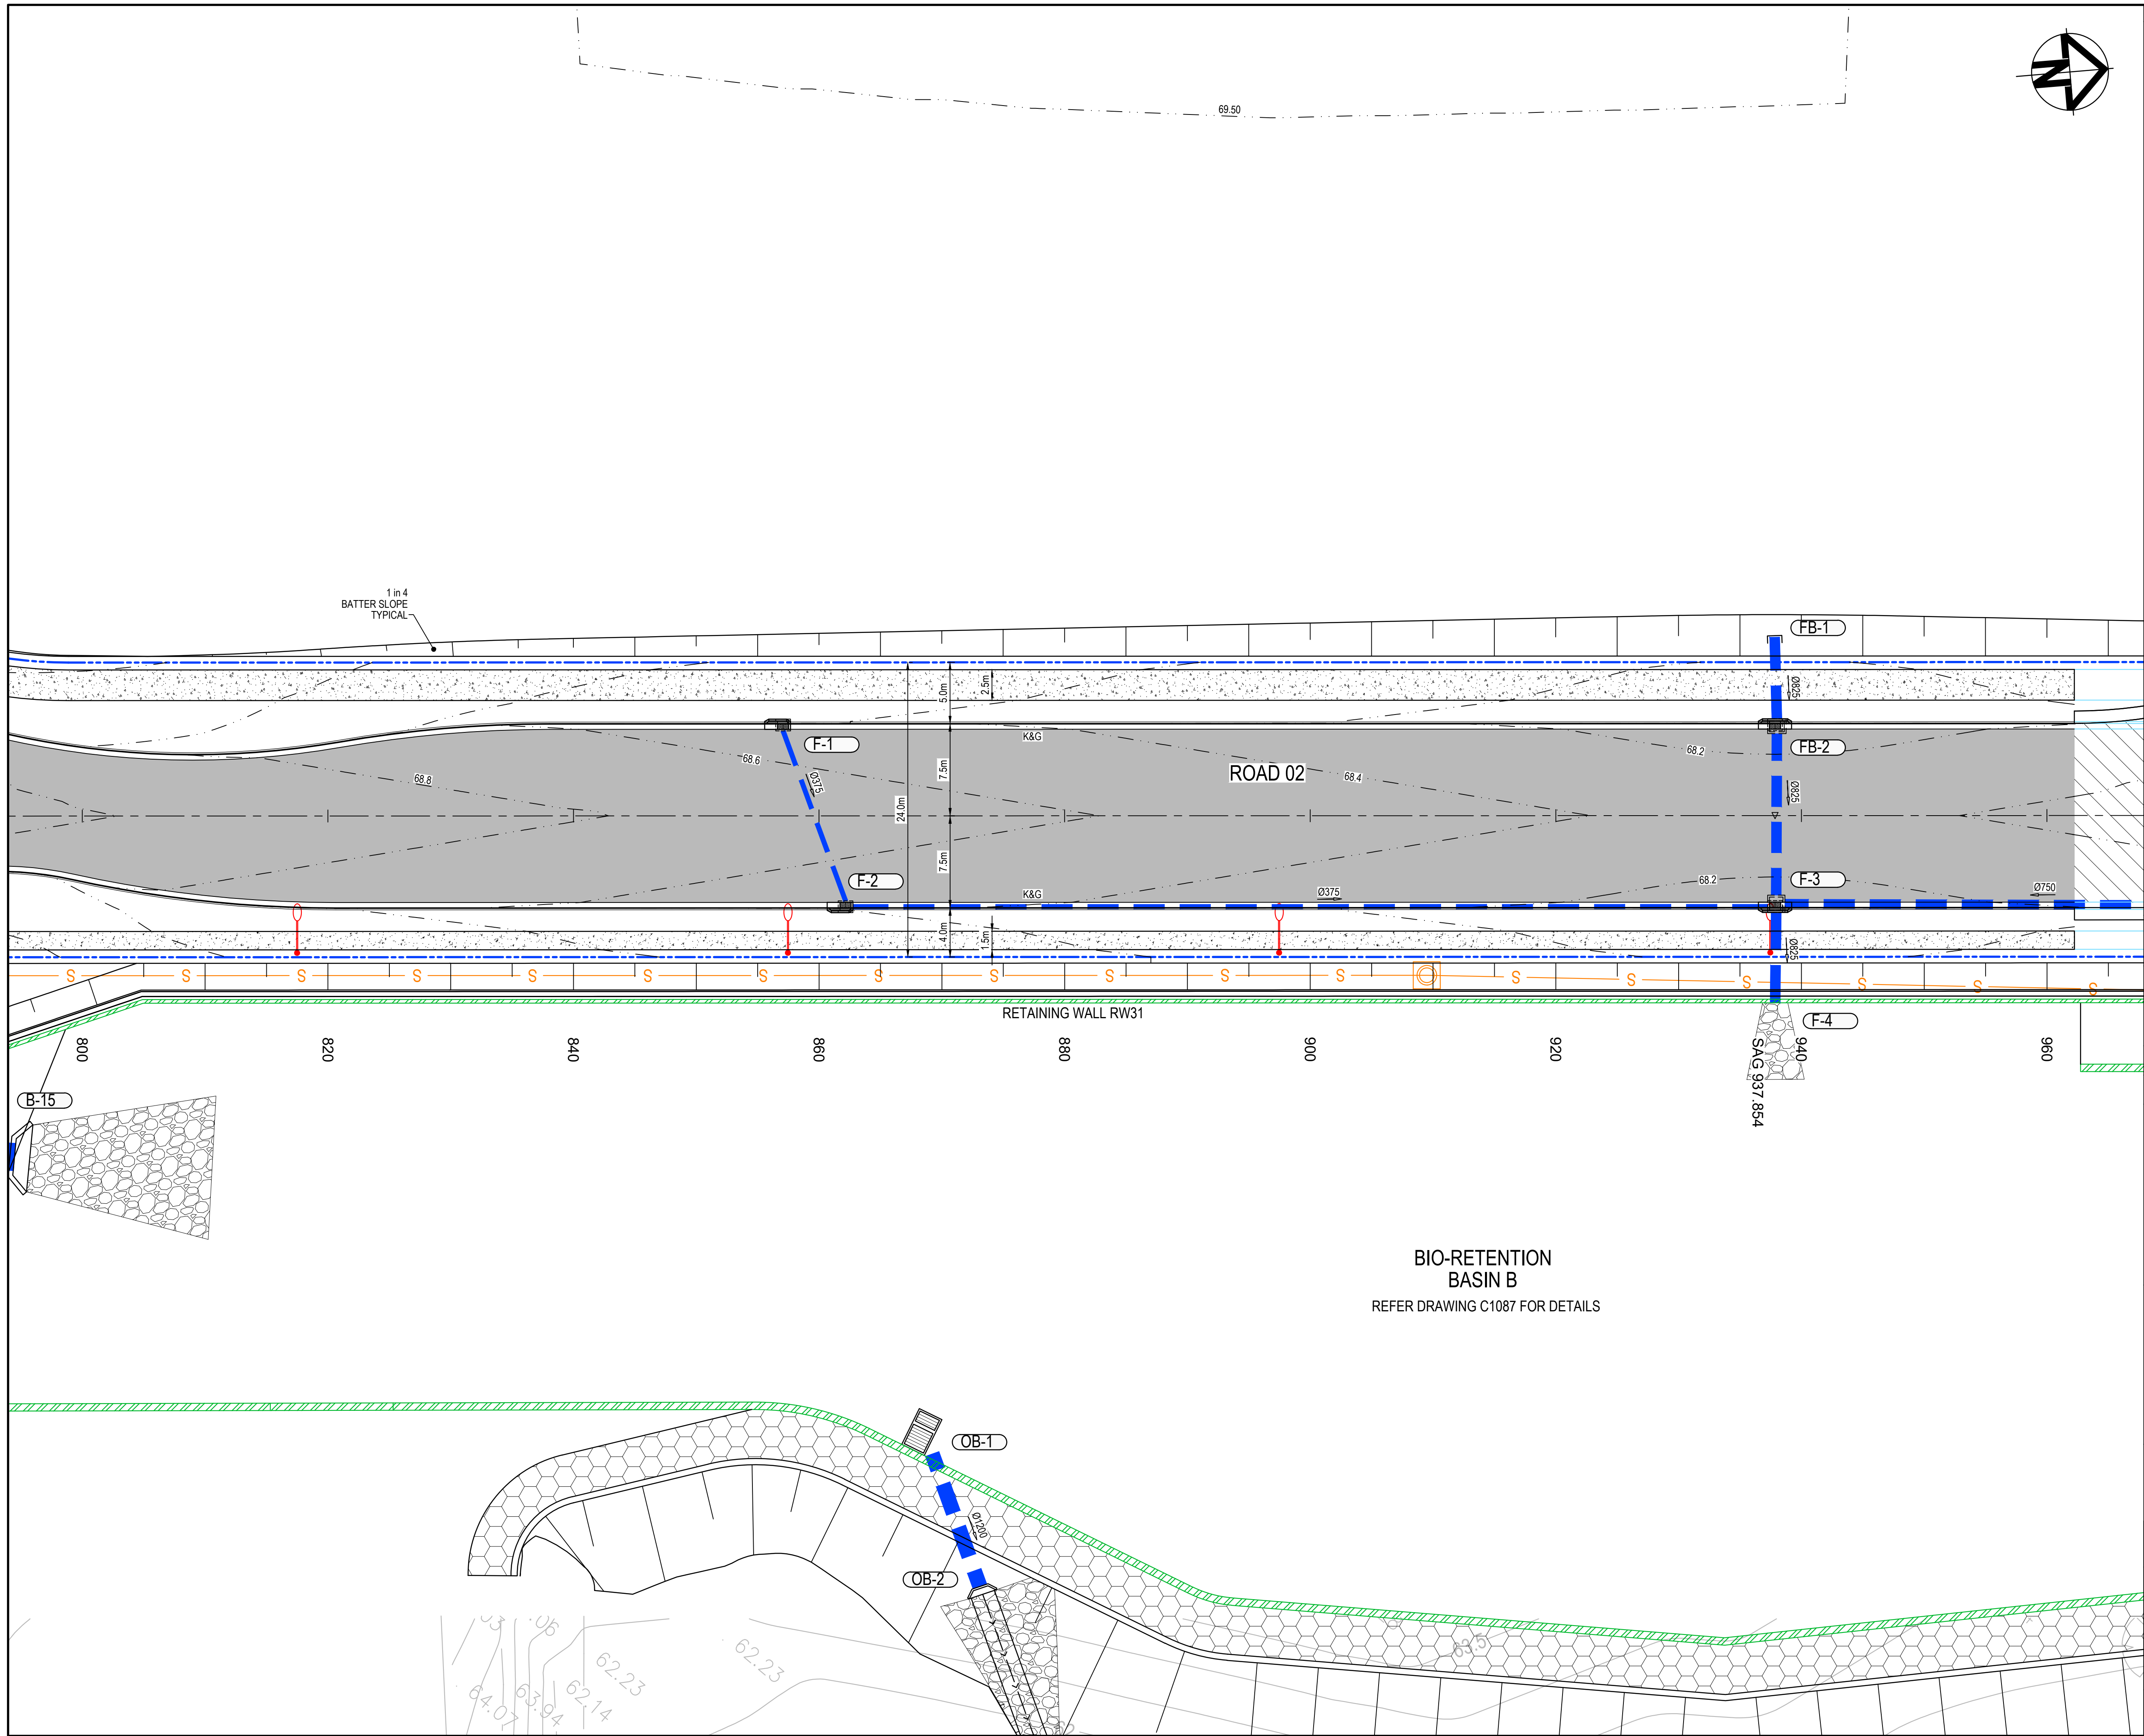 N
69.50
1 in 4
BATTER SLOPE
TYPICAL
FB-1
5.0m
2.5m
Ø825
F-1
K&G
FB-2
68.2
68.6
68.8
Ø375
7.5m
ROAD 02
68.4
Ø825
24.0m
7.5m
F-2
K&G
Ø375
68.2
F-3
Ø750
4.0m
1.5m
Ø825
S S S S S S S S S S S S S S S S S S
RETAINING WALL RW31
F-4
800
820
840
860
880
900
920
940
960
SAG 937.854
B-15
BIO-RETENTION
BASIN B
REFER DRAWING C1087 FOR DETAILS
OB-1
Ø1200
OB-2
62.23
62.23
63.5
64.07
63.94
62.14